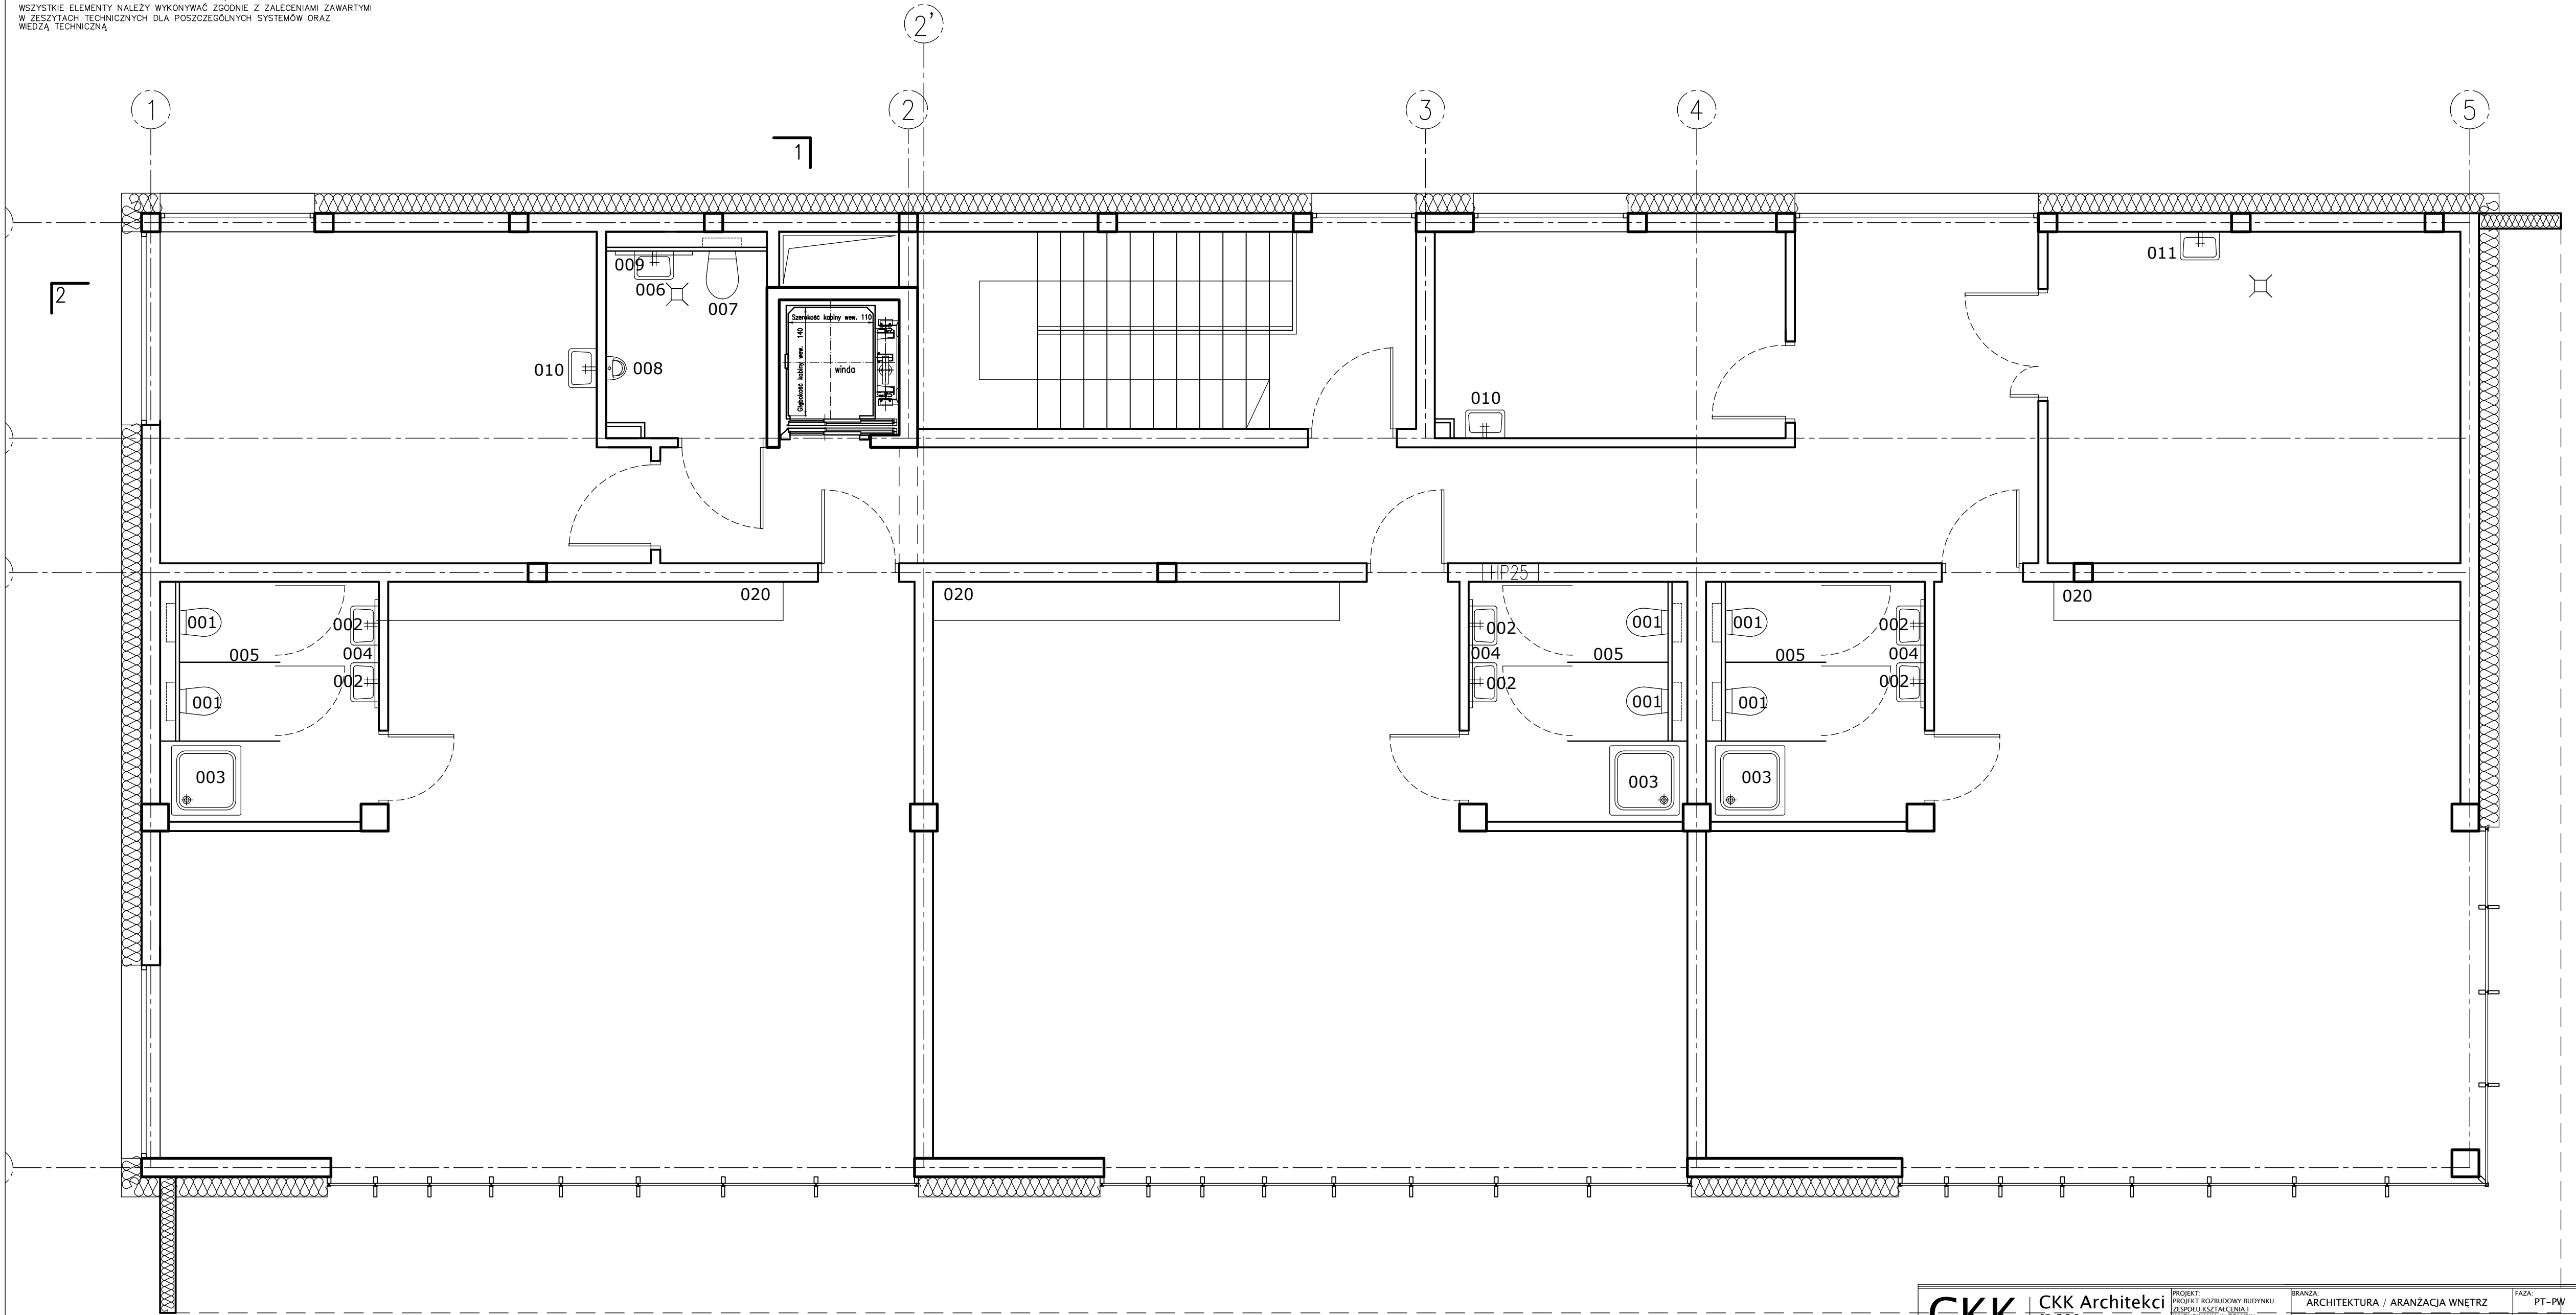 WSZYSTKIE ELEMENTY NALEŻY WYKONYWAĆ ZGODNIE Z ZALECENIAMI ZAWARTYMI
W ZESZYTACH TECHNICZNYCH DLA POSZCZEGÓLNYCH SYSTEMÓW ORAZ
WIEDZĄ TECHNICZNĄ
2'
1
2
3
4
5
1
2
009
006
007
011
Szerokość kabiny wew. 110
Głębokość kabiny wew. 140
winda
010
008
010
HP25
020
020
020
001
002
005
004
001
002
003
002
001
004
005
002
001
003
001
002
005
004
001
002
003
CKK
CKK Architekci
PROJEKT:
PROJEKT ROZBUDOWY BUDYNKU
ZESPOŁU KSZTAŁCENIA I
BRANŻA:
ARCHITEKTURA / ARANŻACJA WNĘTRZ
FAZA:
PT-PW